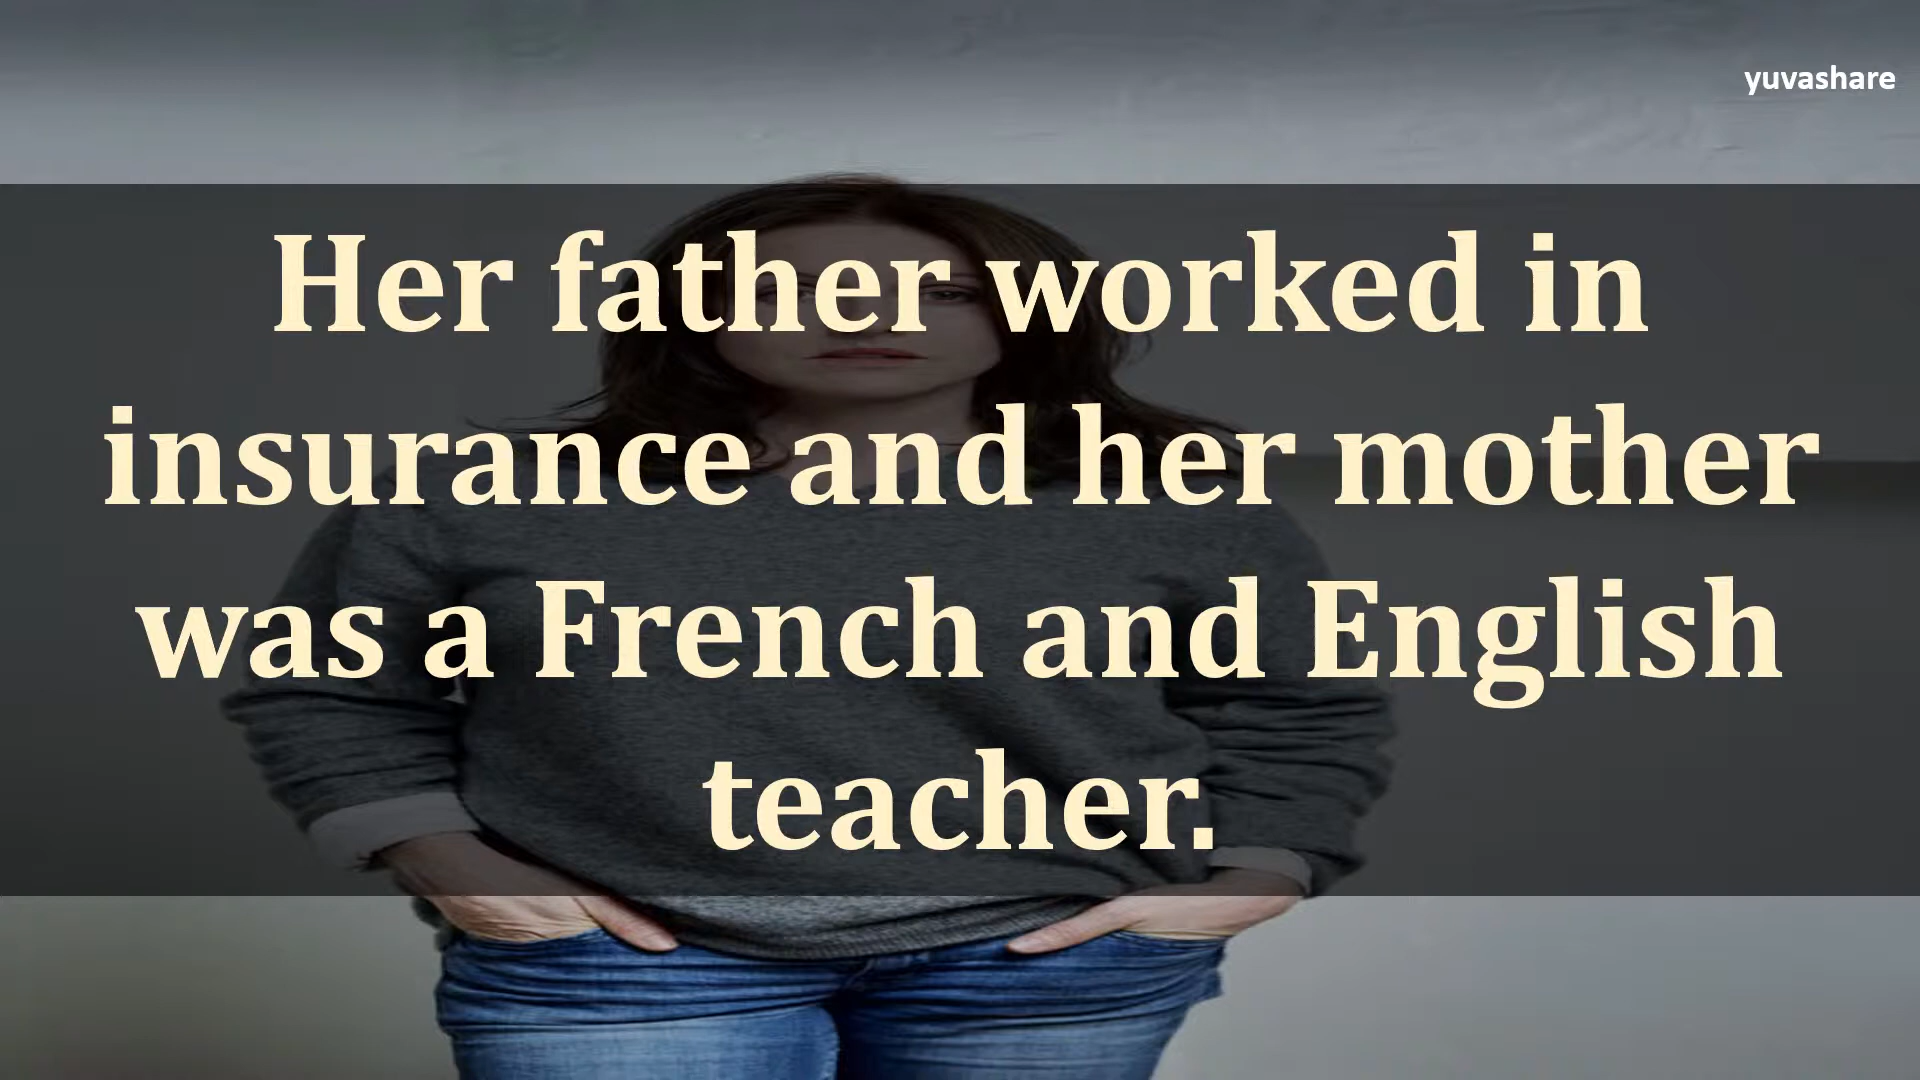 yuvashare
Her father worked in
insurance and her mother
was a French and English
teacher.